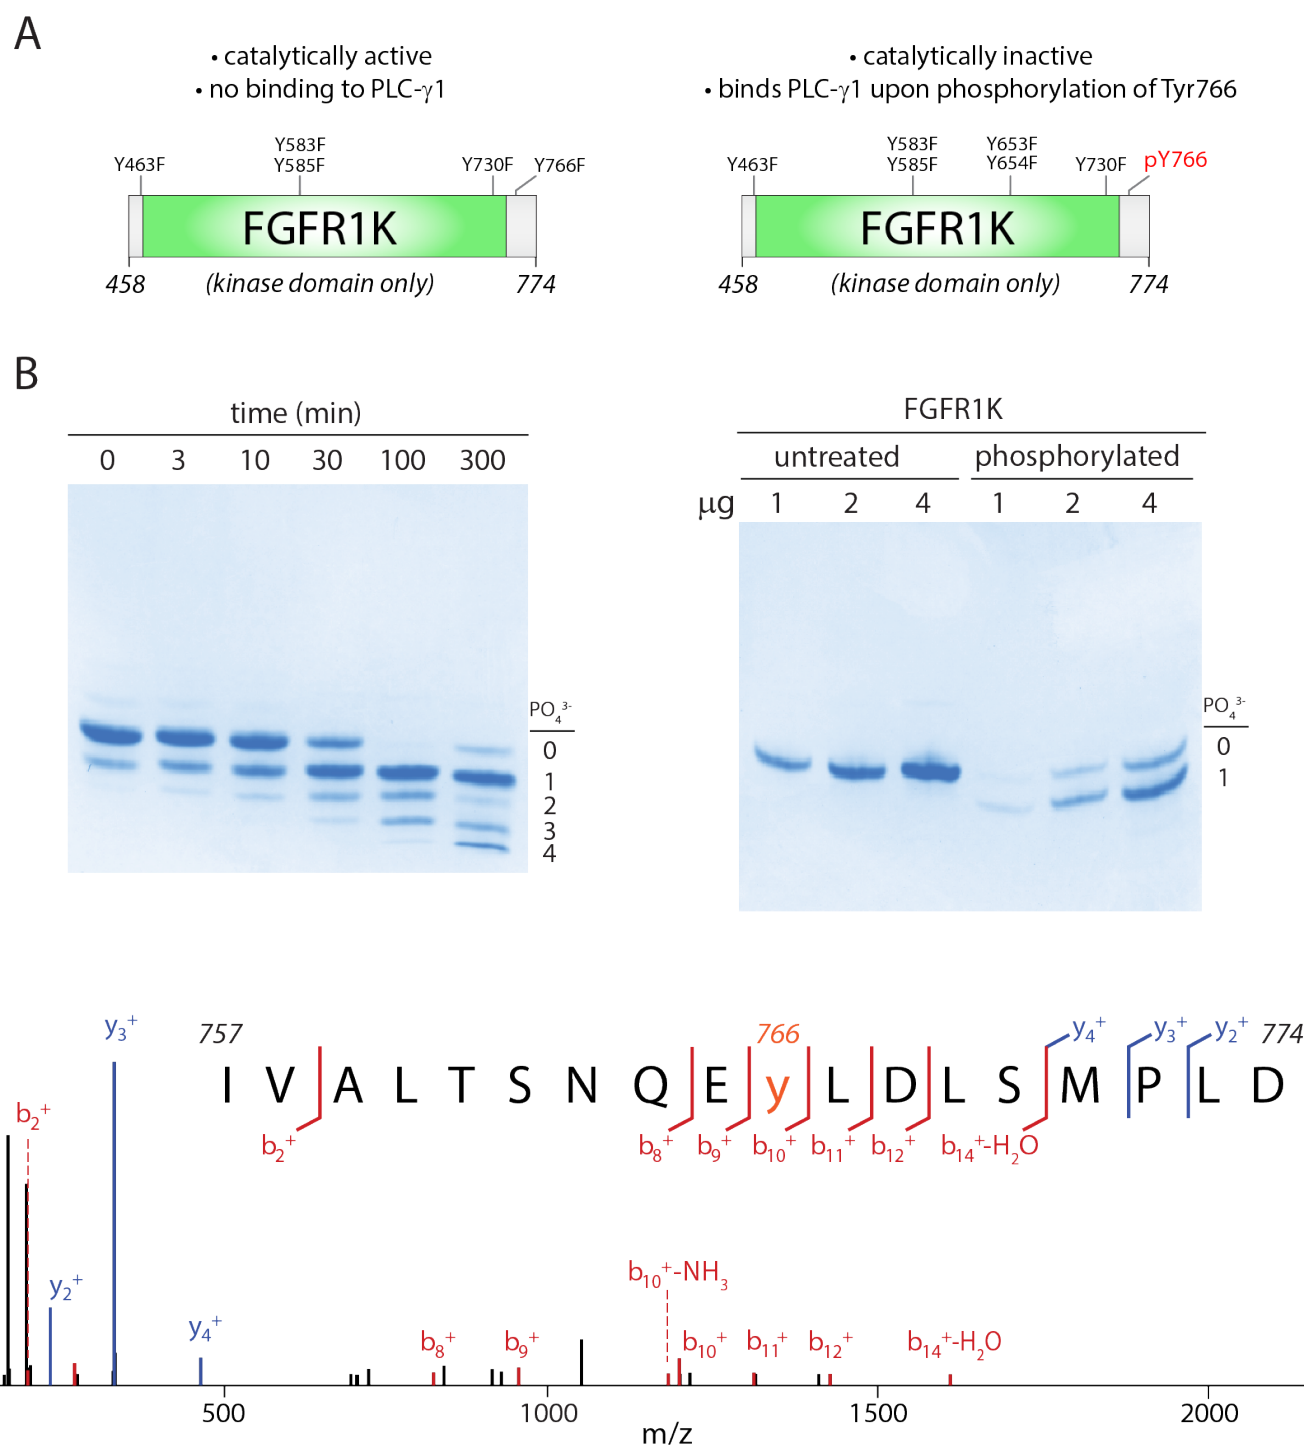 A
• catalytically active
• no binding to PLC-γ1
• catalytically inactive
• binds PLC-γ1 upon phosphorylation of Tyr766
Y463F
Y583F
Y585F
Y730F
Y766F
Y463F
Y583F
Y585F
Y653F
Y654F
Y730F
pY766
FGFR1K
FGFR1K
458
(kinase domain only)
774
458
(kinase domain only)
774
B
time (min)
0 3 10 30 100 300
PO₄³⁻
0
1
2
3
4
FGFR1K
untreated phosphorylated
μg 1 2 4 1 2 4
PO₄³⁻
0
1
757 766 y₄⁺ y₃⁺ y₂⁺ 774
I V A L T S N Q E y L D L S M P L D
b₂⁺ b₈⁺ b₉⁺ b₁₀⁺ b₁₁⁺ b₁₂⁺ b₁₄⁺-H₂O
y₃⁺
b₂⁺
y₂⁺
y₄⁺
b₈⁺
b₉⁺
b₁₀⁺-NH₃
b₁₀⁺
b₁₁⁺
b₁₂⁺
b₁₄⁺-H₂O
500 1000 1500 2000
m/z